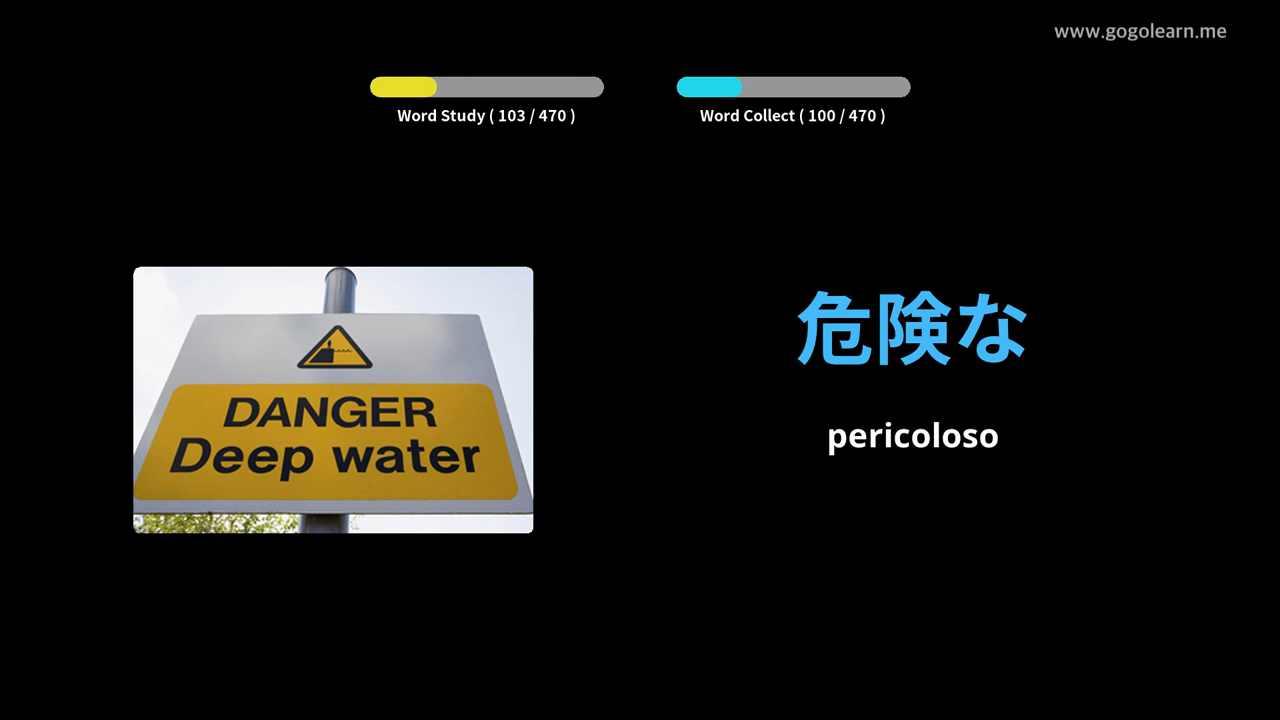 www.gogolearn.me
Word Study ( 103 / 470 )
Word Collect ( 100 / 470 )
DANGER
Deep water
危険な
pericoloso